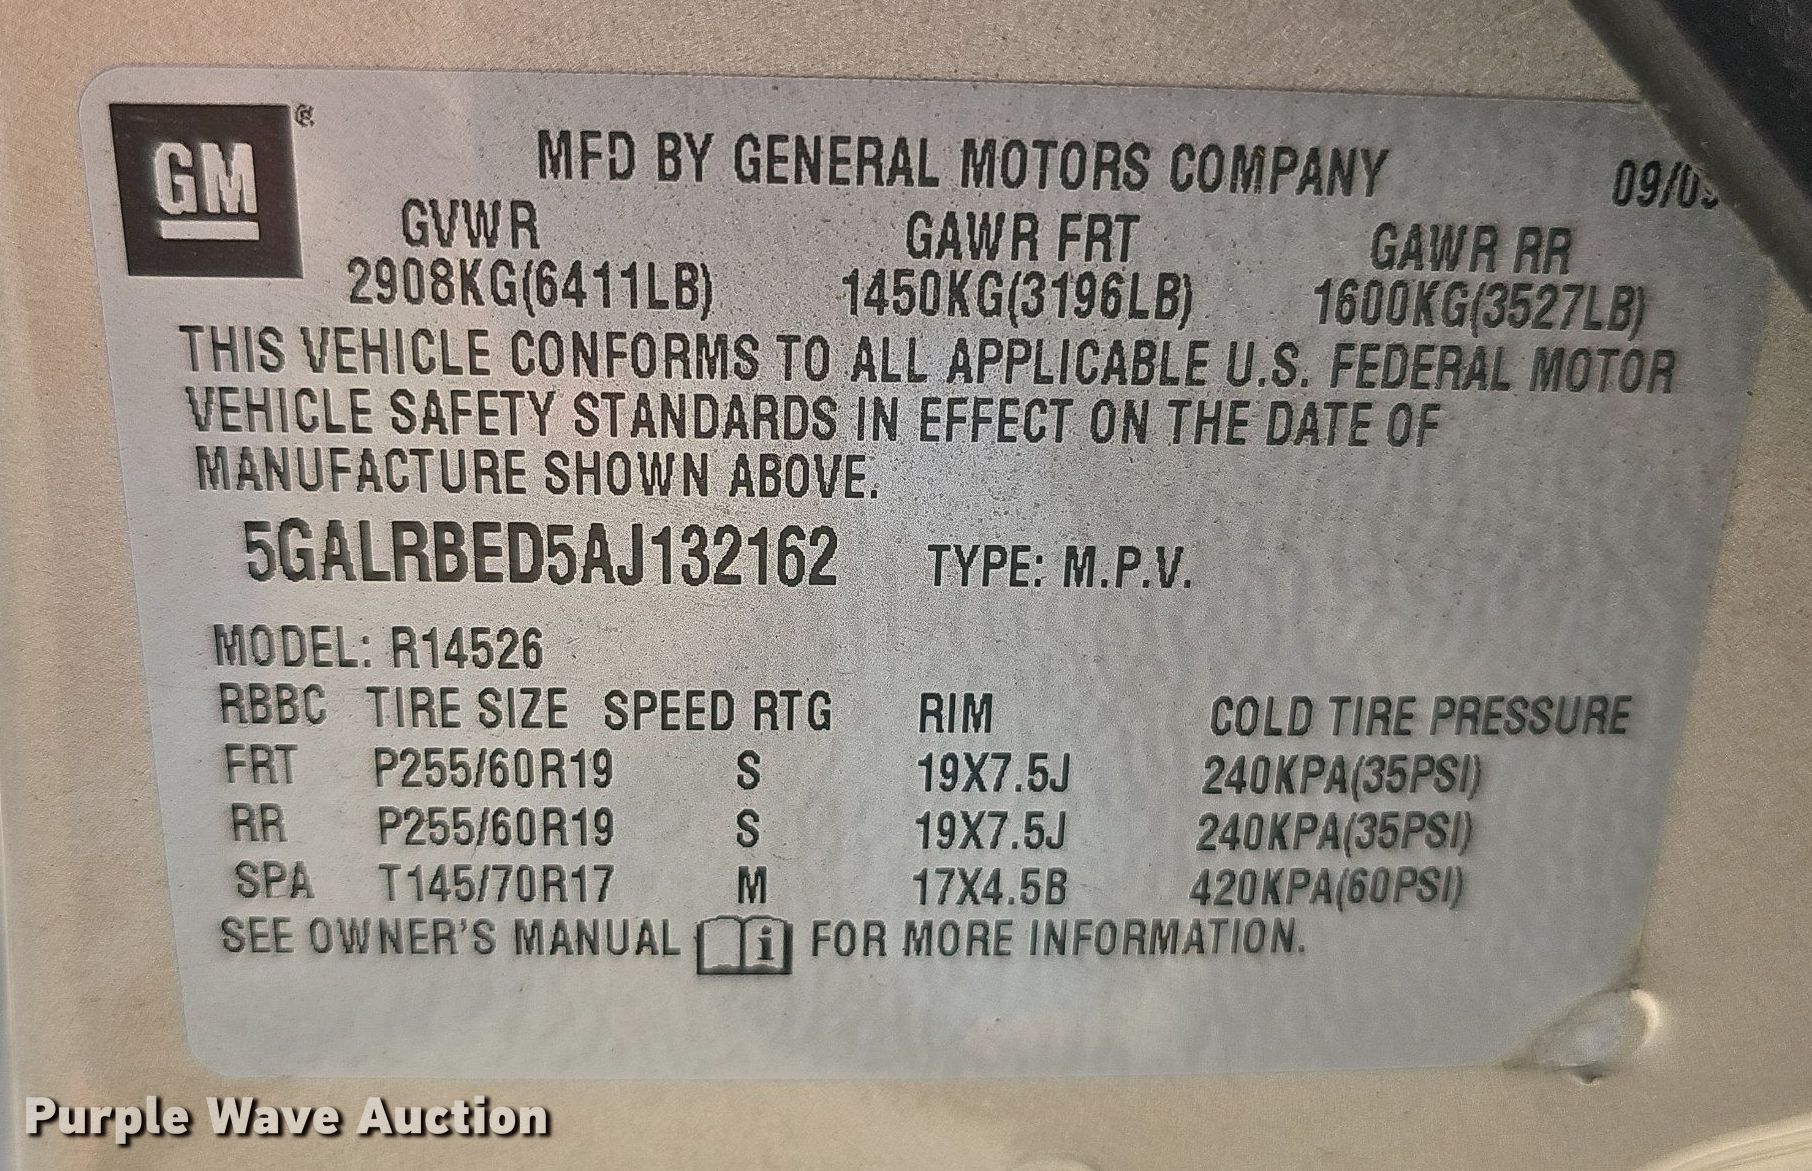 GM ®
MFD BY GENERAL MOTORS COMPANY 09/09
GVWR GAWR FRT GAWR RR
2908KG(6411LB) 1450KG(3196LB) 1600KG(3527LB)
THIS VEHICLE CONFORMS TO ALL APPLICABLE U.S. FEDERAL MOTOR
VEHICLE SAFETY STANDARDS IN EFFECT ON THE DATE OF
MANUFACTURE SHOWN ABOVE.
5GALRBED5AJ132162 TYPE: M.P.V.
MODEL: R14526
RBBC TIRE SIZE SPEED RTG RIM COLD TIRE PRESSURE
FRT P255/60R19 S 19X7.5J 240KPA(35PSI)
RR P255/60R19 S 19X7.5J 240KPA(35PSI)
SPA T145/70R17 M 17X4.5B 420KPA(60PSI)
SEE OWNER'S MANUAL i FOR MORE INFORMATION.
Purple Wave Auction